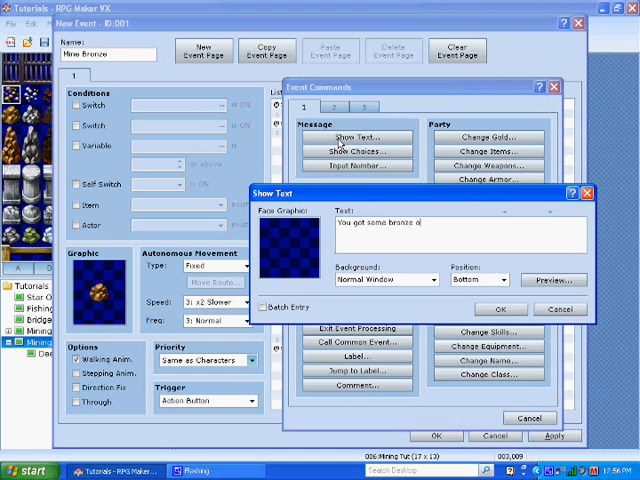 Tutorials - RPG Maker VX
File
New Event - ID:001
Name:
Mine Bronze
New Event Page
Copy Event Page
Paste Event Page
Delete Event Page
Clear Event Page
1
Conditions
Switch
is ON
Switch
is ON
Variable
is
or above
Self Switch
is ON
Item
exist
Actor
exist
Graphic
Autonomous Movement
Type:
Fixed
Move Route...
Speed:
3: x2 Slower
Freq:
3: Normal
Options
Walking Anim.
Stepping Anim.
Direction Fix
Through
Priority
Same as Characters
Trigger
Action Button
Event Commands
1
2
3
Message
Show Text...
Show Choices...
Input Number...
Party
Change Gold...
Change Items...
Change Weapons...
Change Armor...
Show Text
Face Graphic:
Text:
You got some bronze o
Background:
Normal Window
Position:
Bottom
Preview...
Batch Entry
OK
Cancel
Exit Event Processing
Call Common Event...
Label...
Jump to Label...
Comment...
Change Skills...
Change Equipment...
Change Name...
Change Class...
Cancel
OK
Cancel
Apply
A
Tutorials
Star O
Fishing
Bridge
Mining
Mining
Dee
006:Mining Tut (17 x 13)
003,009
start
Tutorials - RPG Maker...
Flashing
Search Desktop
12:56 PM